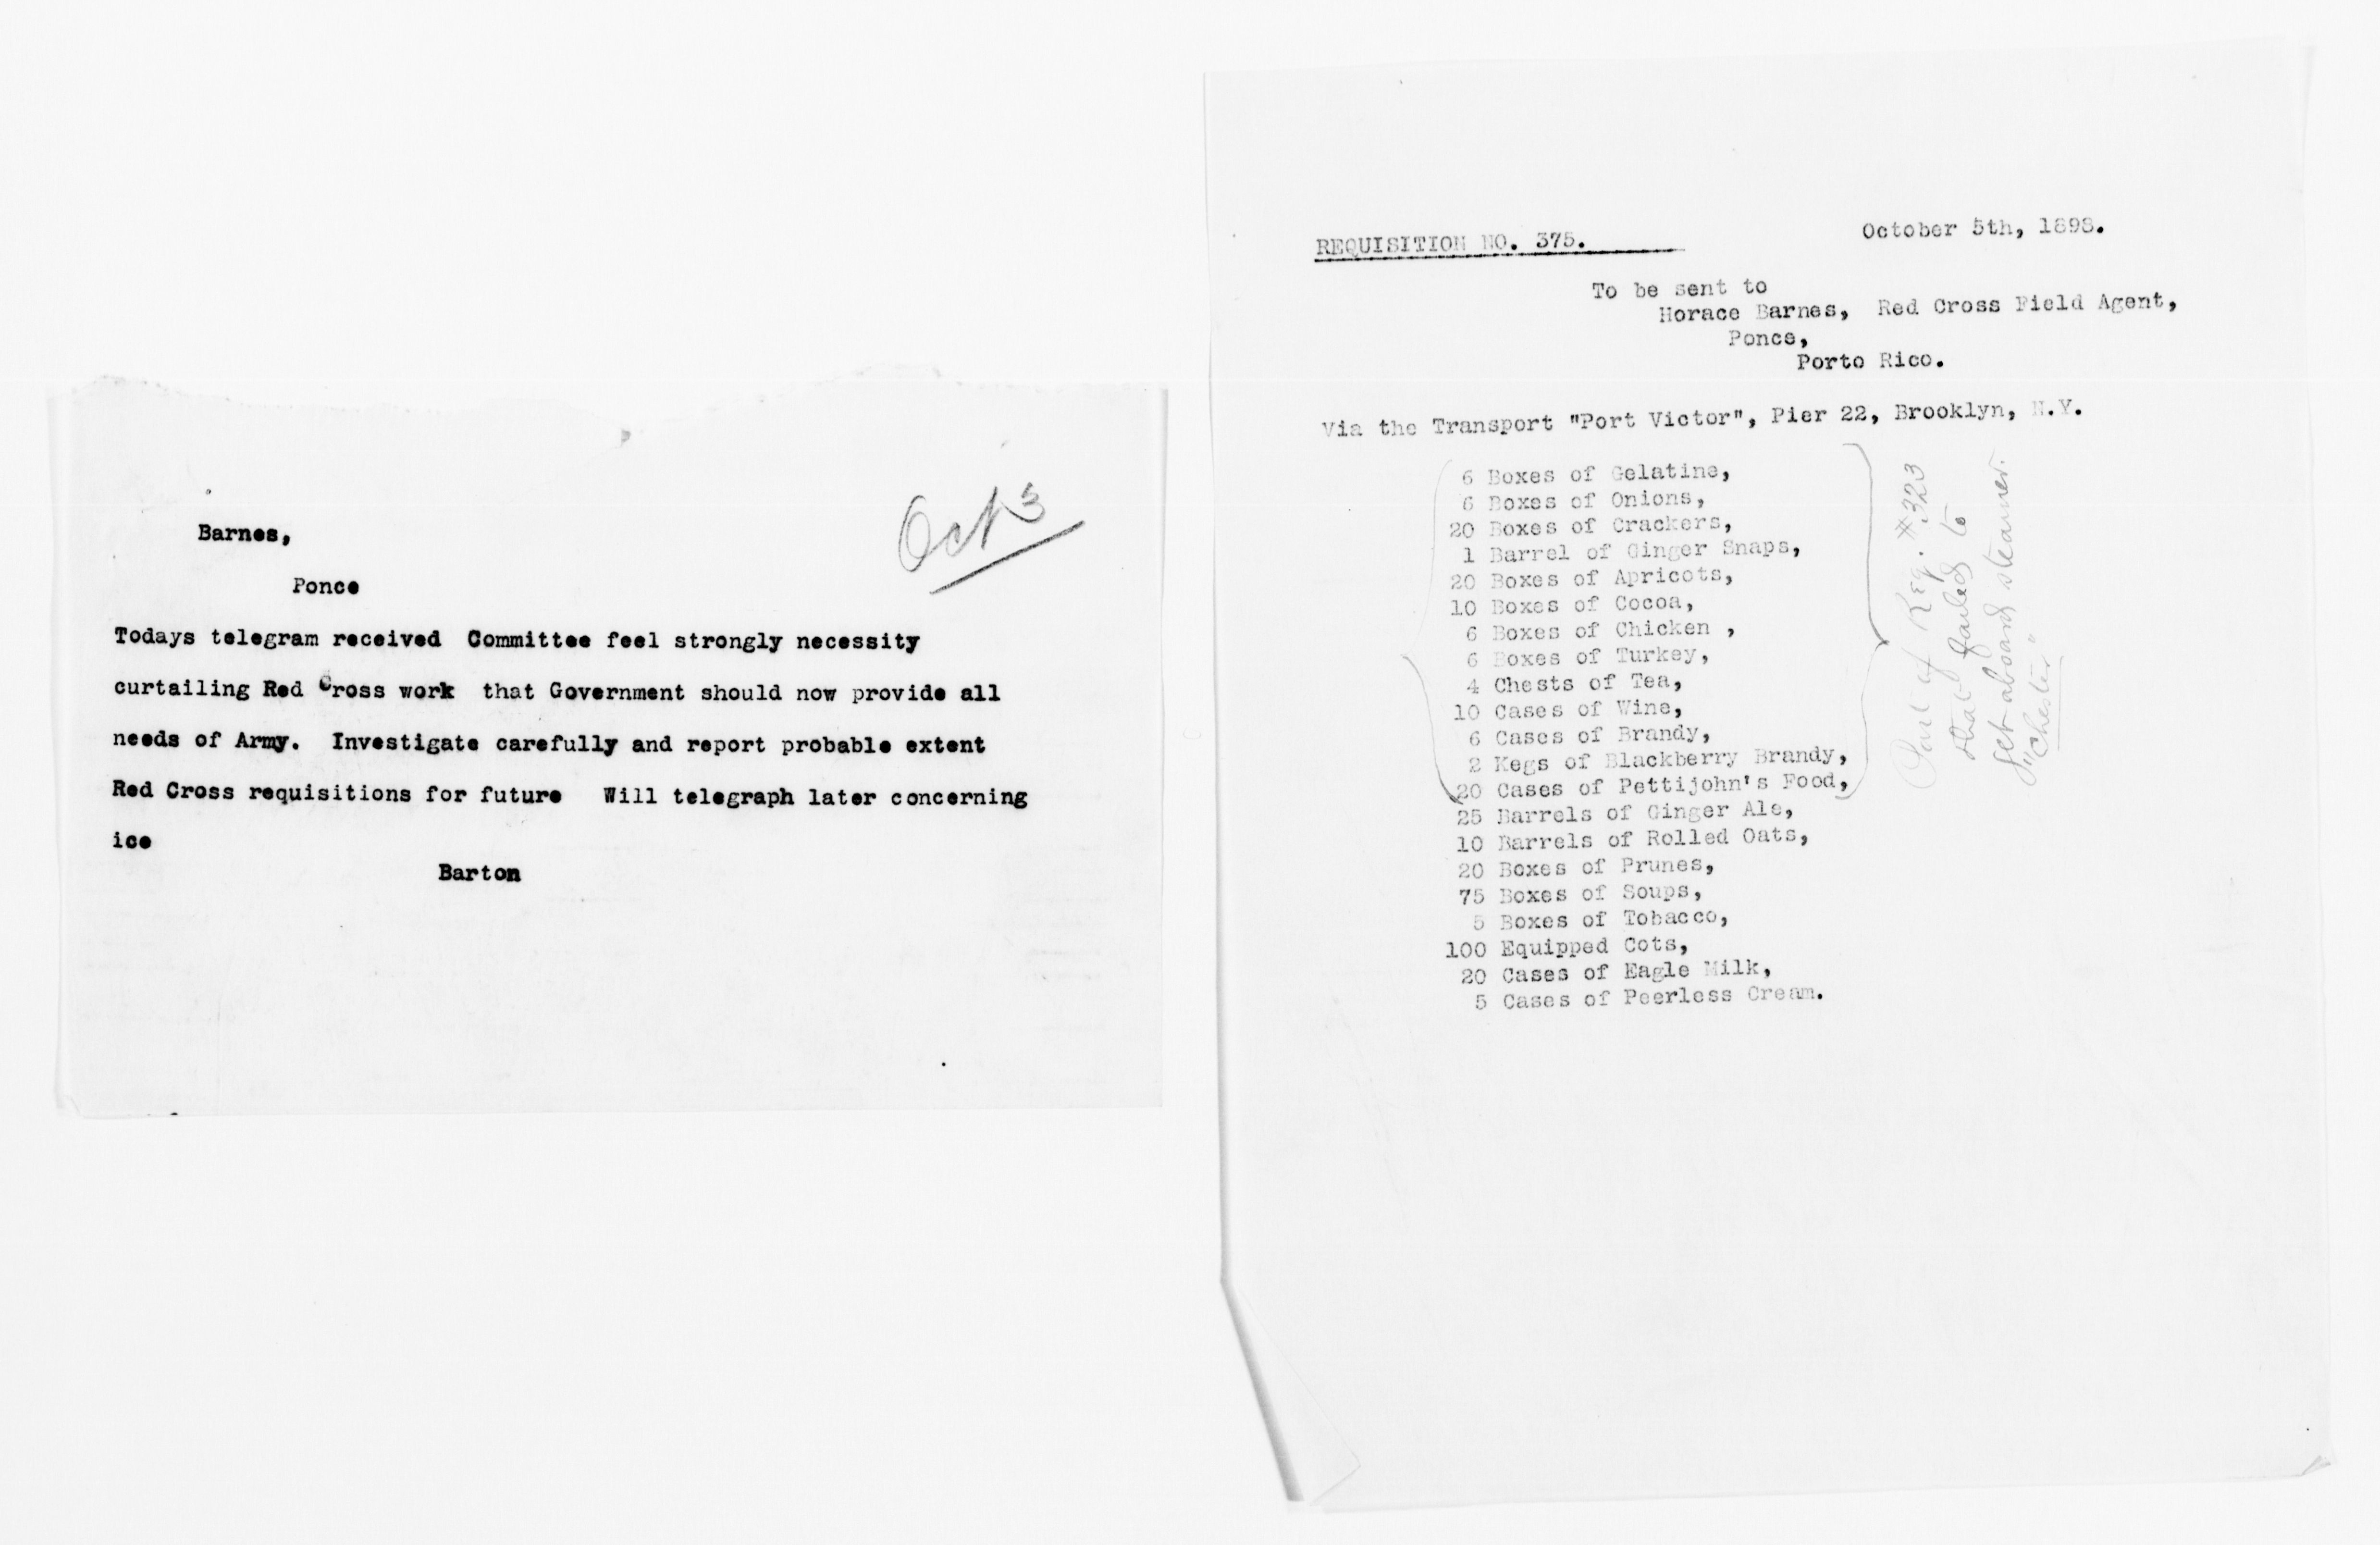 Oct 3
Barnes,
Ponce
Todays telegram received Committee feel strongly necessity
curtailing Red Cross work that Government should now provide all
needs of Army. Investigate carefully and report probable extent
Red Cross requisitions for future Will telegraph later concerning
ice
Barton
REQUISITION NO. 375.
October 5th, 1898.
To be sent to
Horace Barnes, Red Cross Field Agent,
Ponce,
Porto Rico.
Via the Transport "Port Victor", Pier 22, Brooklyn, N.Y.
6 Boxes of Gelatine,
6 Boxes of Onions,
20 Boxes of Crackers,
1 Barrel of Ginger Snaps,
20 Boxes of Apricots,
10 Boxes of Cocoa,
6 Boxes of Chicken ,
6 Boxes of Turkey,
4 Chests of Tea,
10 Cases of Wine,
6 Cases of Brandy,
2 Kegs of Blackberry Brandy,
20 Cases of Pettijohn's Food,
25 Barrels of Ginger Ale,
10 Barrels of Rolled Oats,
20 Boxes of Prunes,
75 Boxes of Soups,
5 Boxes of Tobacco,
100 Equipped Cots,
20 Cases of Eagle Milk,
5 Cases of Peerless Cream.
Part of Req. #323
that failed to
get aboard steamer.
"Chester"